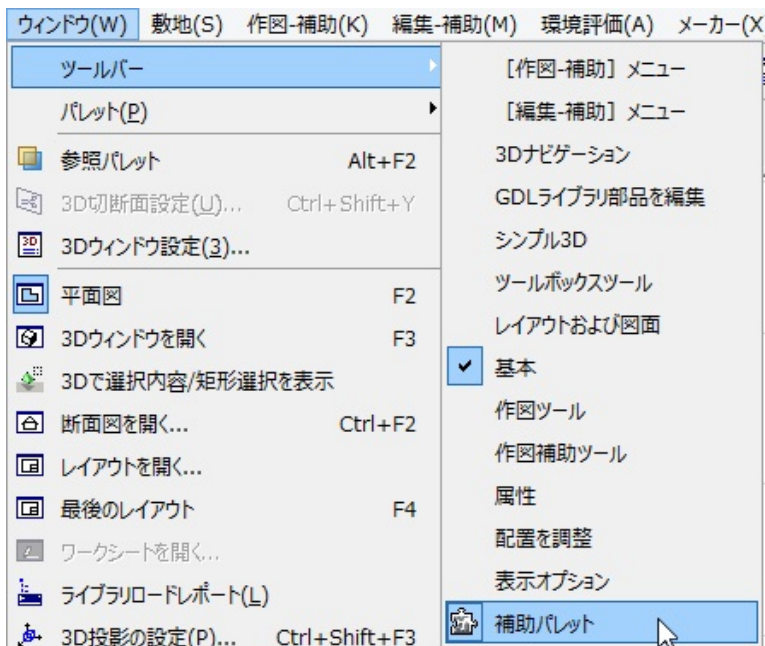 ウィンドウ(W) 敷地(S) 作図-補助(K) 編集-補助(M) 環境評価(A) メーカー(X
ツールバー
パレット(P)
参照パレット Alt+F2
3D切断面設定(U)... Ctrl+Shift+Y
3Dウィンドウ設定(3)...
平面図 F2
3Dウィンドウを開く F3
3Dで選択内容/矩形選択を表示
断面図を開く... Ctrl+F2
レイアウトを開く...
最後のレイアウト F4
ワークシートを開く...
ライブラリロードレポート(L)
3D投影の設定(P)... Ctrl+Shift+F3
[作図-補助] メニュー
[編集-補助] メニュー
3Dナビゲーション
GDLライブラリ部品を編集
シンプル3D
ツールボックスツール
レイアウトおよび図面
基本
作図ツール
作図補助ツール
属性
配置を調整
表示オプション
補助パレット